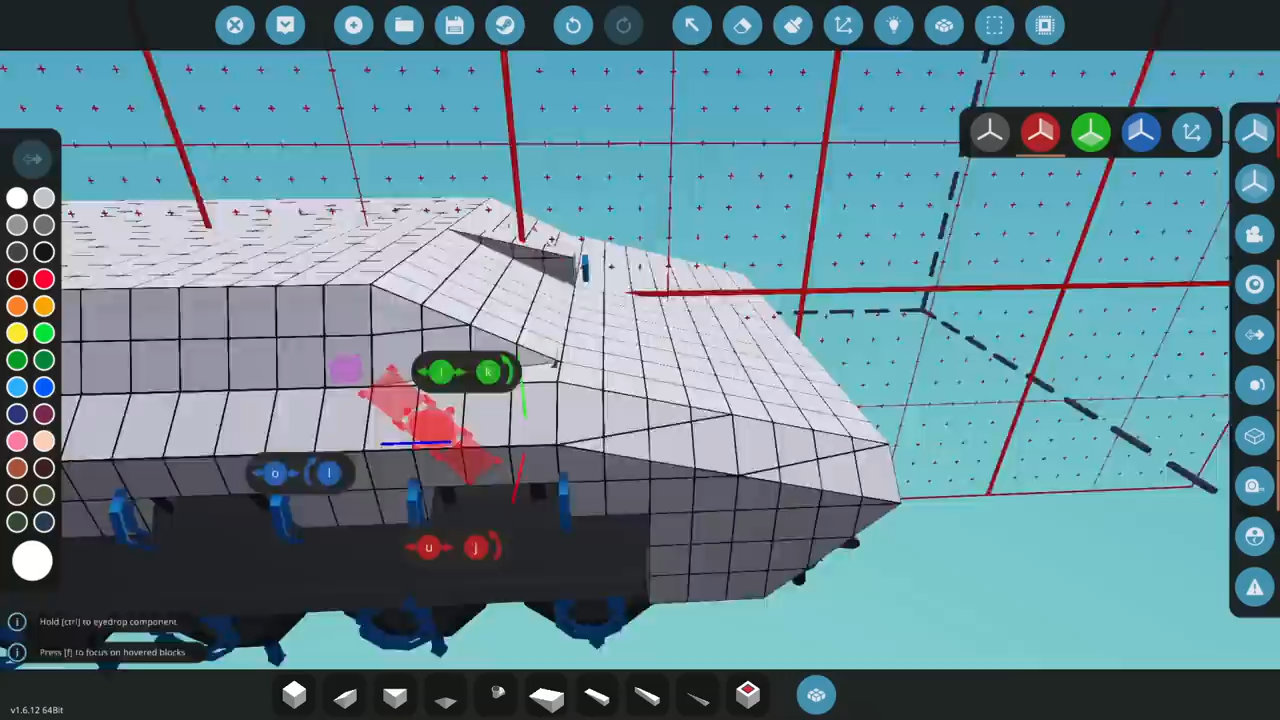 j k
o l
u j
Hold [ctrl] to eyedrop component
Press [f] to focus on hovered blocks
v1.6.12 64Bit